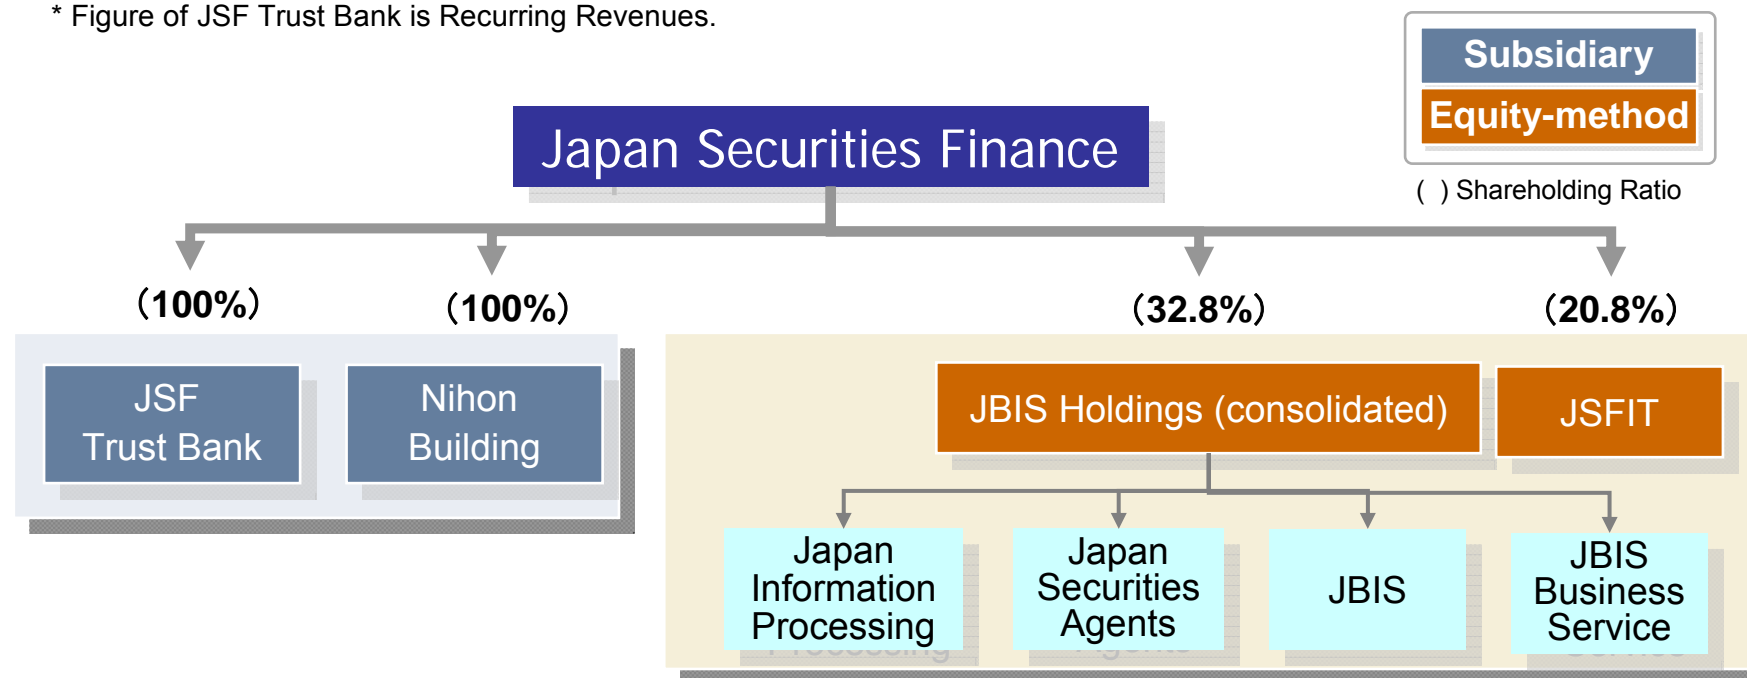 * Figure of JSF Trust Bank is Recurring Revenues.
Subsidiary
Equity-method
( ) Shareholding Ratio
Japan Securities Finance
(100%)
(100%)
(32.8%)
(20.8%)
JSF
Trust Bank
Nihon
Building
JBIS Holdings (consolidated)
JSFIT
Japan
Information
Processing
Japan
Securities
Agents
JBIS
JBIS
Business
Service